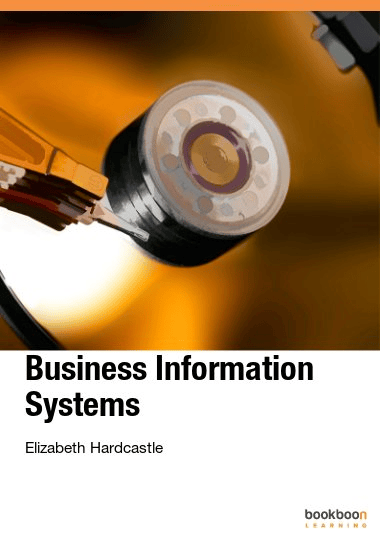 Business Information
Systems
Elizabeth Hardcastle
bookboon
LEARNING